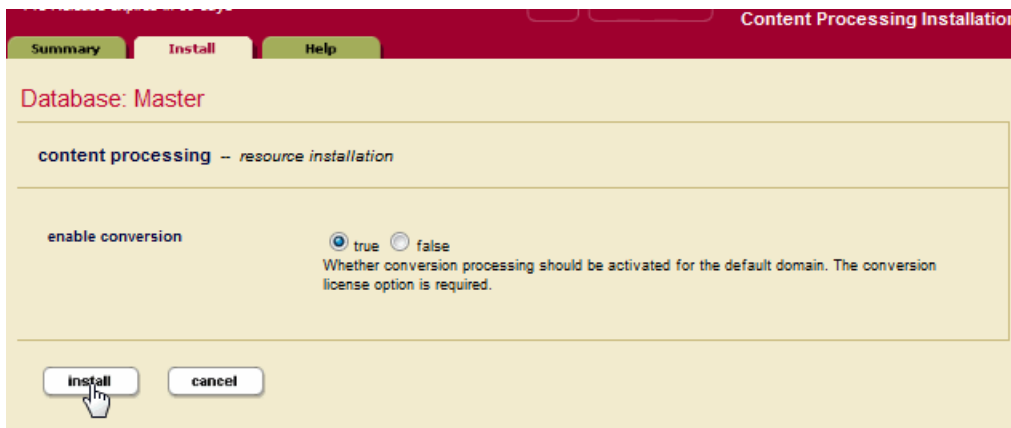 Content Processing Installation
Summary Install Help
Database: Master
content processing -- resource installation
enable conversion
true false
Whether conversion processing should be activated for the default domain. The conversion
license option is required.
install cancel